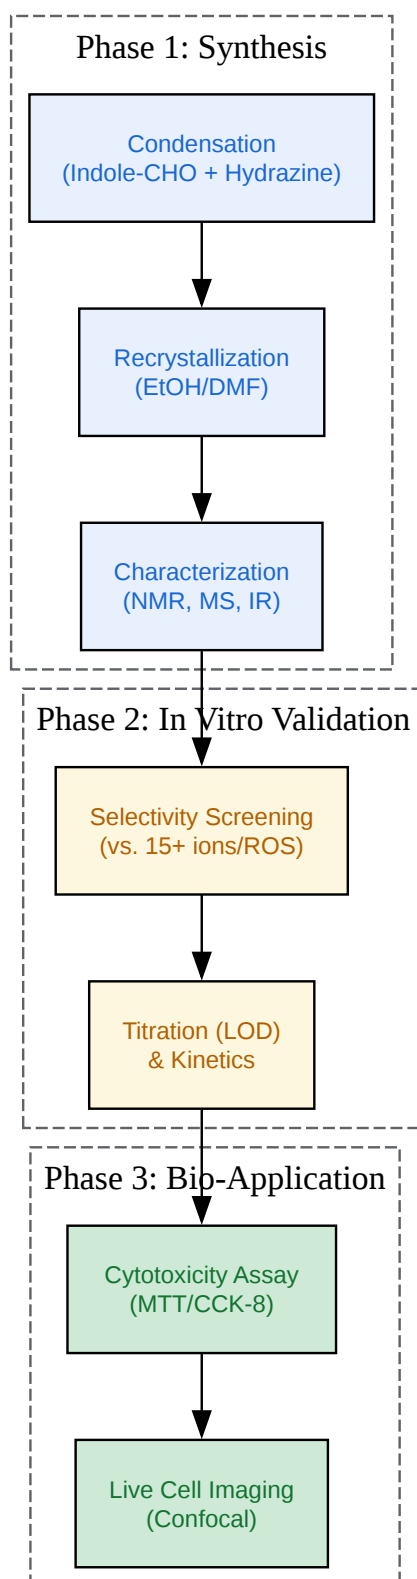 Phase 1: Synthesis
Condensation
(Indole-CHO + Hydrazine)
Recrystallization
(EtOH/DMF)
Characterization
(NMR, MS, IR)
Phase 2: In Vitro Validation
Selectivity Screening
(vs. 15+ ions/ROS)
Titration (LOD)
& Kinetics
Phase 3: Bio-Application
Cytotoxicity Assay
(MTT/CCK-8)
Live Cell Imaging
(Confocal)